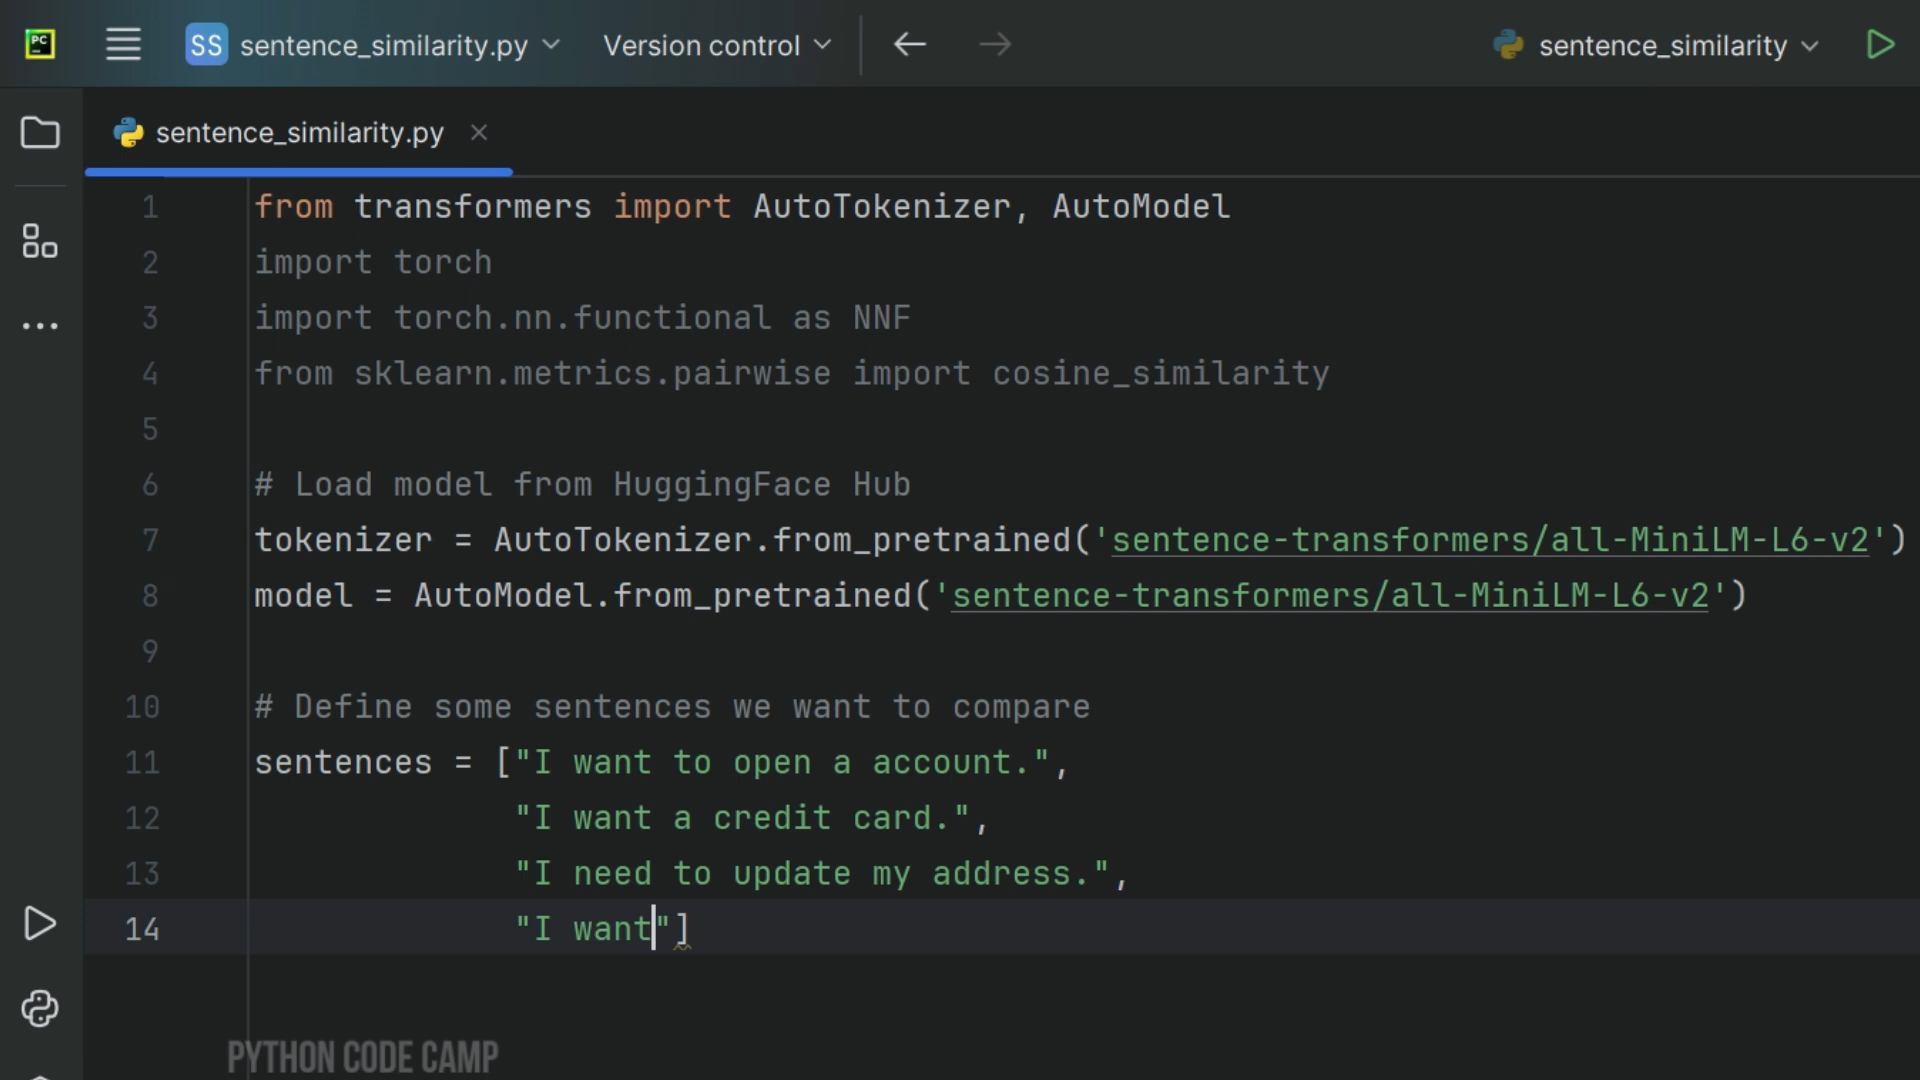 PC
SS sentence_similarity.py Version control sentence_similarity
sentence_similarity.py
1 from transformers import AutoTokenizer, AutoModel
2 import torch
3 import torch.nn.functional as NNF
4 from sklearn.metrics.pairwise import cosine_similarity
5
6 # Load model from HuggingFace Hub
7 tokenizer = AutoTokenizer.from_pretrained('sentence-transformers/all-MiniLM-L6-v2')
8 model = AutoModel.from_pretrained('sentence-transformers/all-MiniLM-L6-v2')
9
10 # Define some sentences we want to compare
11 sentences = ["I want to open a account.",
12 "I want a credit card.",
13 "I need to update my address.",
14 "I want"]
PYTHON CODE CAMP